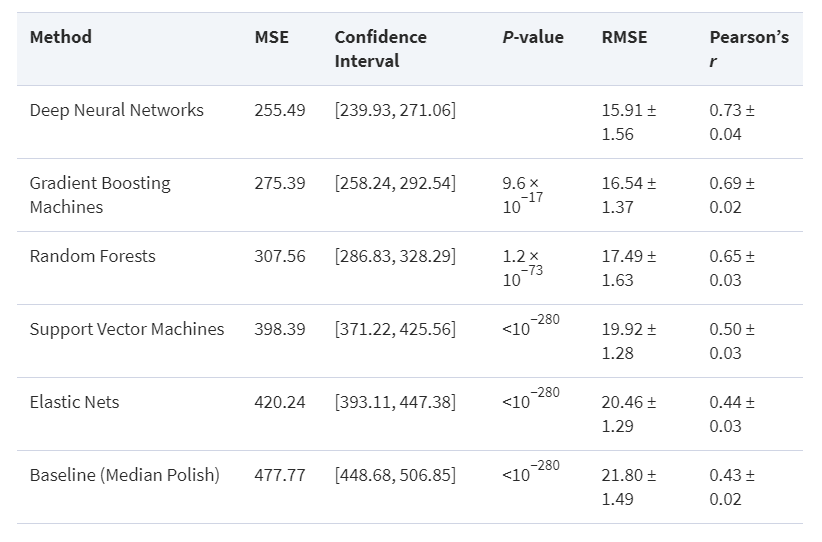 Method MSE Confidence Interval P-value RMSE Pearson’s r
Deep Neural Networks 255.49 [239.93, 271.06] 15.91 ± 1.56 0.73 ± 0.04
Gradient Boosting Machines 275.39 [258.24, 292.54] 9.6 × 10⁻¹⁷ 16.54 ± 1.37 0.69 ± 0.02
Random Forests 307.56 [286.83, 328.29] 1.2 × 10⁻⁷³ 17.49 ± 1.63 0.65 ± 0.03
Support Vector Machines 398.39 [371.22, 425.56] <10⁻²⁸⁰ 19.92 ± 1.28 0.50 ± 0.03
Elastic Nets 420.24 [393.11, 447.38] <10⁻²⁸⁰ 20.46 ± 1.29 0.44 ± 0.03
Baseline (Median Polish) 477.77 [448.68, 506.85] <10⁻²⁸⁰ 21.80 ± 1.49 0.43 ± 0.02